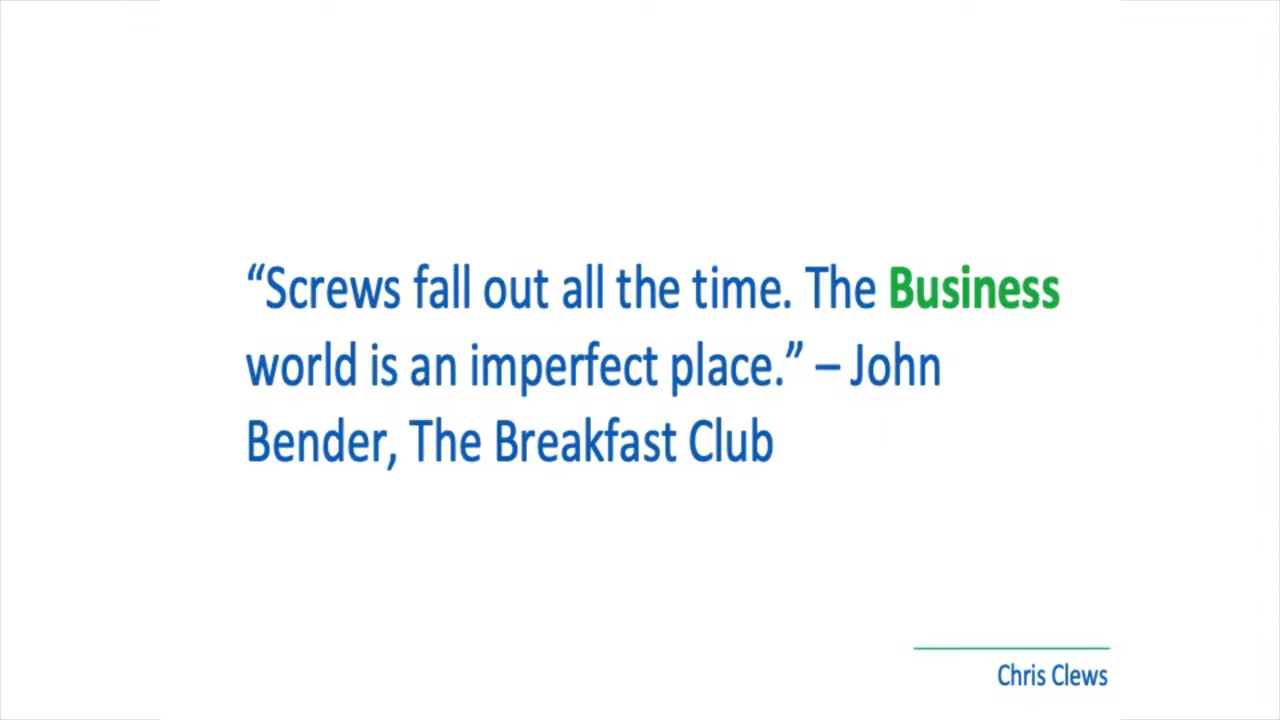 “Screws fall out all the time. The Business
world is an imperfect place.” – John
Bender, The Breakfast Club
Chris Clews